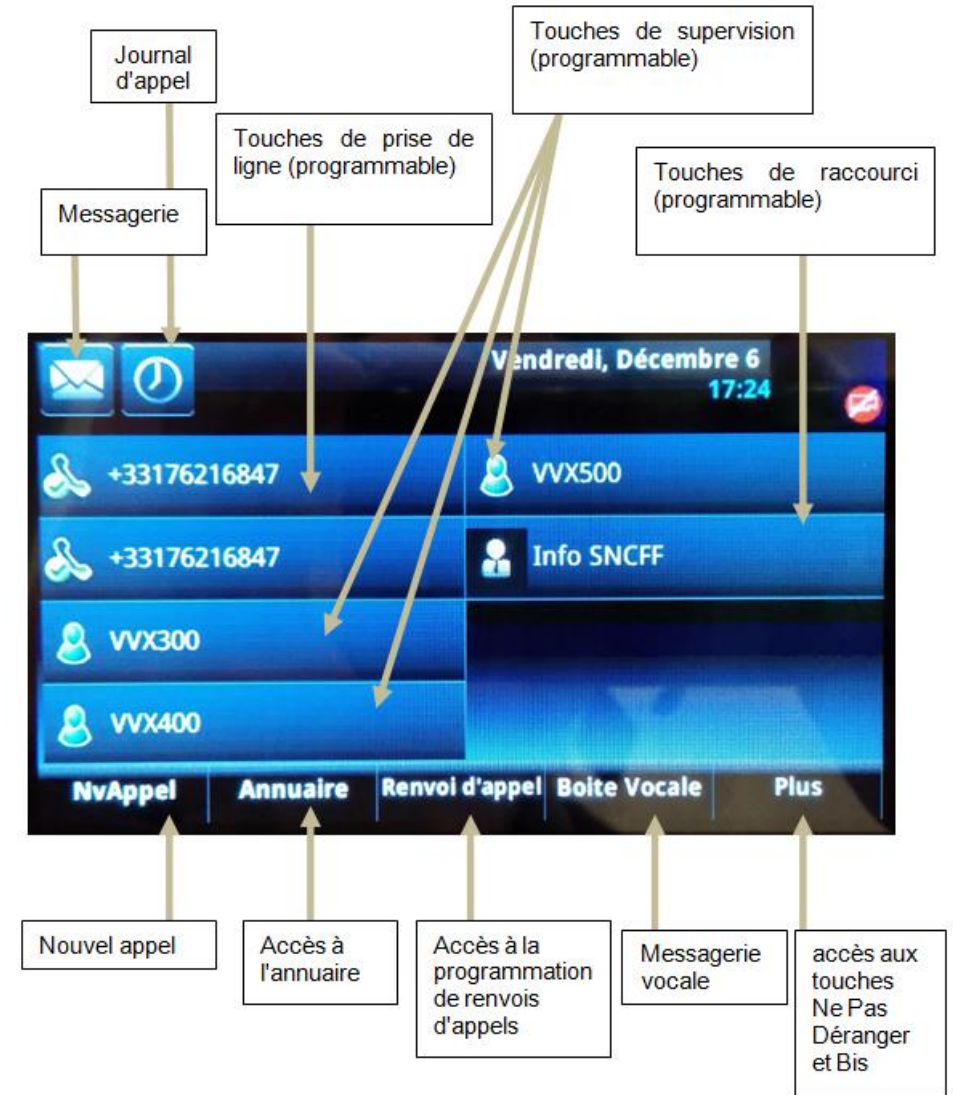 Touches de supervision
(programmable)
Journal
d'appel
Touches de prise de
ligne (programmable)
Touches de raccourci
(programmable)
Messagerie
Vendredi, Décembre 6
17:24
+33176216847
VVX500
+33176216847
Info SNCFF
VVX300
VVX400
NvAppel
Annuaire
Renvoi d'appel
Boite Vocale
Plus
Nouvel appel
Accès à
l'annuaire
Accès à la
programmation
de renvois
d'appels
Messagerie
vocale
accès aux
touches
Ne Pas
Déranger
et Bis